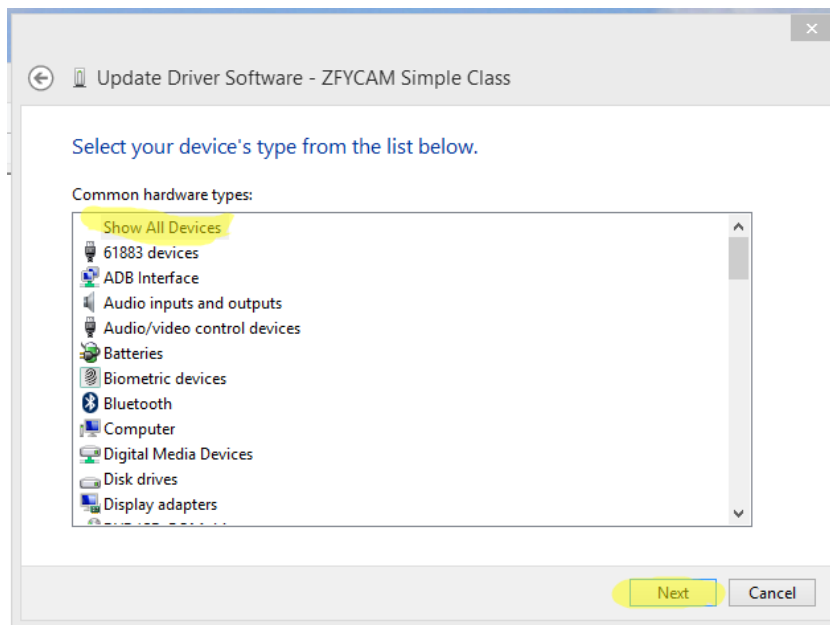 Update Driver Software - ZFYCAM Simple Class
Select your device's type from the list below.
Common hardware types:
Show All Devices
61883 devices
ADB Interface
Audio inputs and outputs
Audio/video control devices
Batteries
Biometric devices
Bluetooth
Computer
Digital Media Devices
Disk drives
Display adapters
Next
Cancel